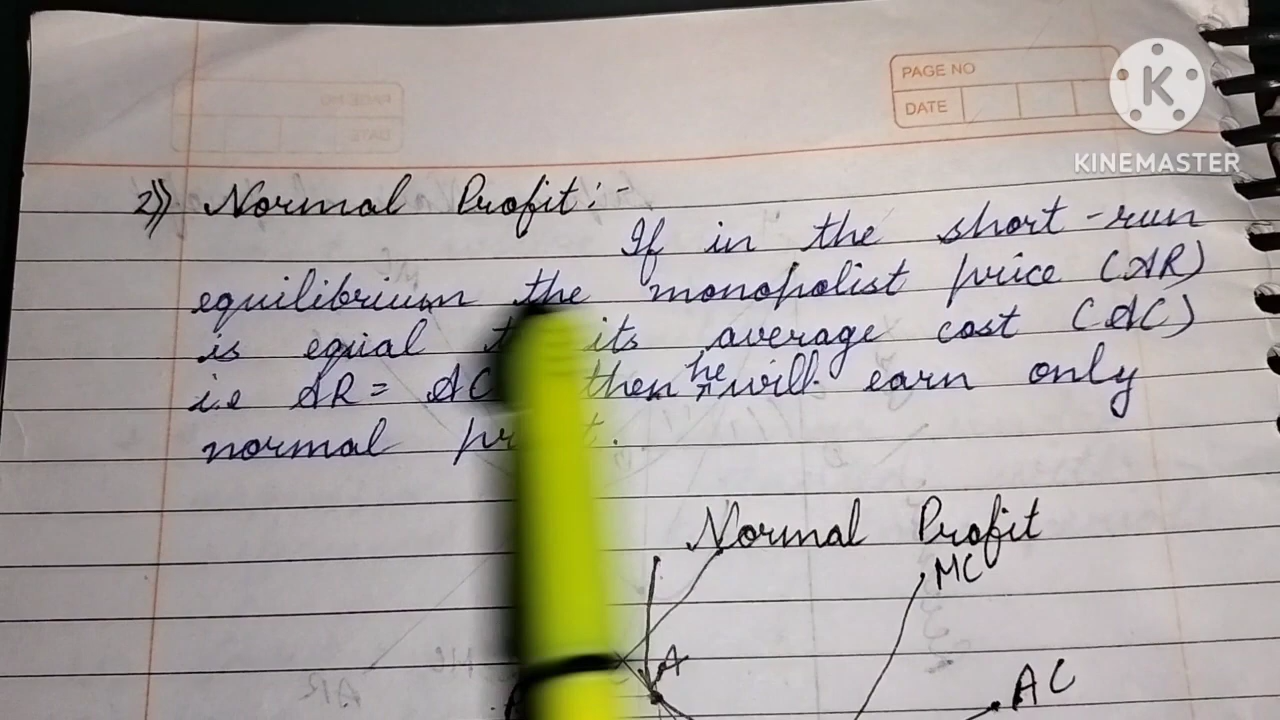 PAGE NO
DATE
K
KINEMASTER
2)) Normal Profit:-
If in the short-run
equilibrium the monopolist price (AR)
is equal its average cost (AC)
i.e AR = AC then he will earn only
normal
Normal Profit
MC
A
AC